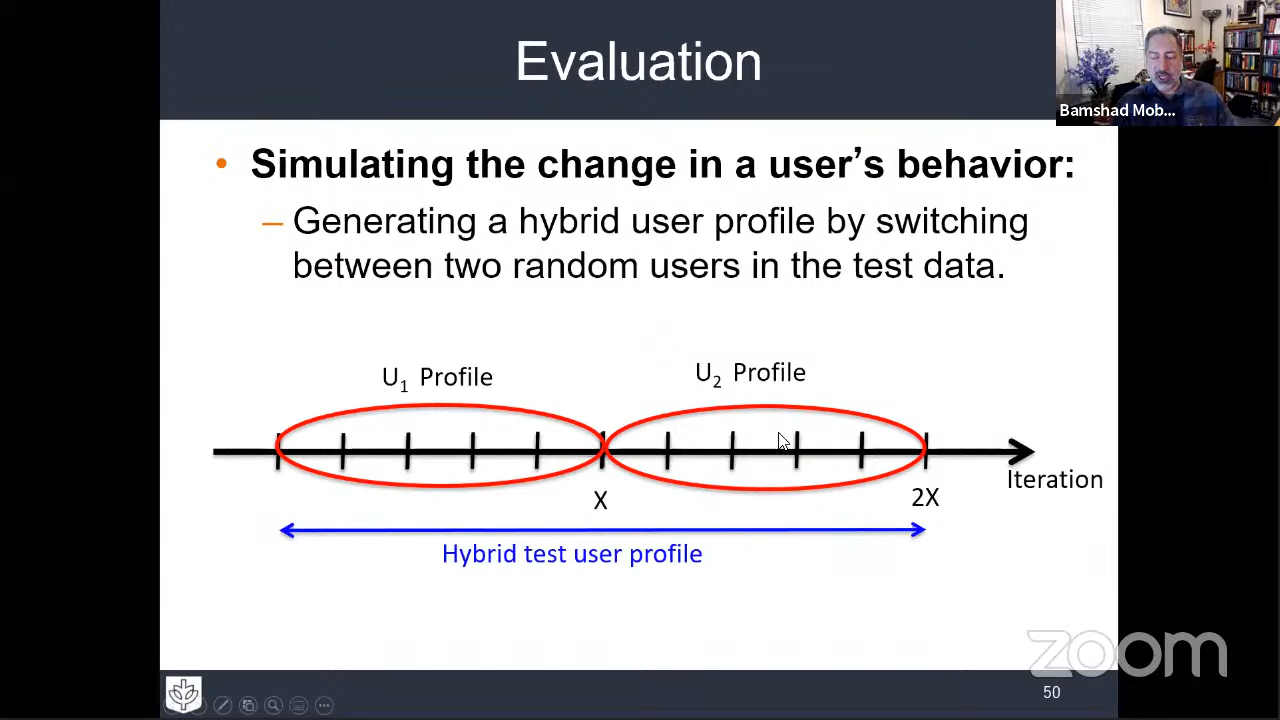 Evaluation
Bamshad Mob...
• Simulating the change in a user’s behavior:
– Generating a hybrid user profile by switching
between two random users in the test data.
U1 Profile
U2 Profile
X
2X
Iteration
Hybrid test user profile
zoom
50